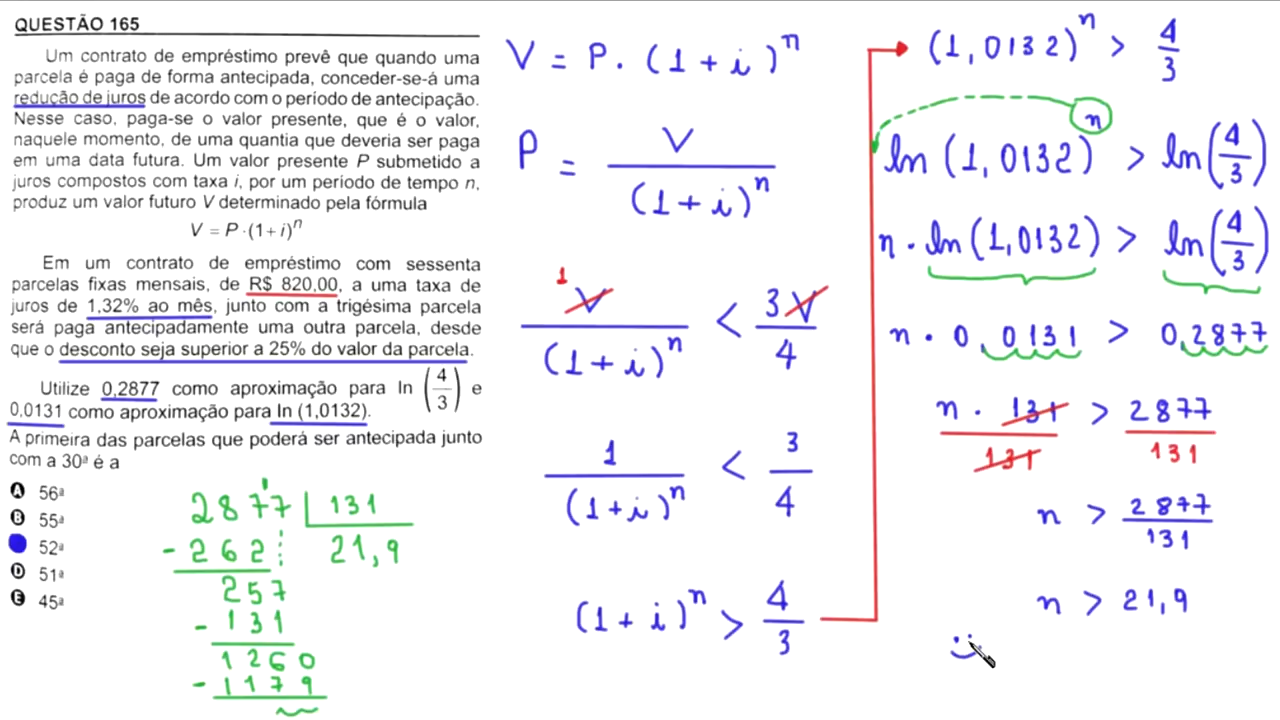 QUESTÃO 165
Um contrato de empréstimo prevê que quando uma
parcela é paga de forma antecipada, conceder-se-á uma
redução de juros de acordo com o período de antecipação.
Nesse caso, paga-se o valor presente, que é o valor,
naquele momento, de uma quantia que deveria ser paga
em uma data futura. Um valor presente P submetido a
juros compostos com taxa i, por um período de tempo n,
produz um valor futuro V determinado pela fórmula
V = P·(1+i)^n
Em um contrato de empréstimo com sessenta
parcelas fixas mensais, de R$ 820,00, a uma taxa de
juros de 1,32% ao mês, junto com a trigésima parcela
será paga antecipadamente uma outra parcela, desde
que o desconto seja superior a 25% do valor da parcela.
Utilize 0,2877 como aproximação para ln (4/3) e
0,0131 como aproximação para ln (1,0132).
A primeira das parcelas que poderá ser antecipada junto
com a 30ª é a
A 56ª
B 55ª
52ª
D 51ª
E 45ª
2877 | 131
- 262 21,9
257
- 131
1260
- 1179
V = P. (1+i)^n
P = V / (1+i)^n
1
V / (1+i)^n < 3V / 4
1 / (1+i)^n < 3 / 4
(1+i)^n > 4/3
(1,0132)^n > 4/3
ln (1,0132)^n > ln(4/3)
n . ln(1,0132) > ln(4/3)
n . 0,0131 > 0,2877
n . 131 / 131 > 2877 / 131
n > 2877 / 131
n > 21,9